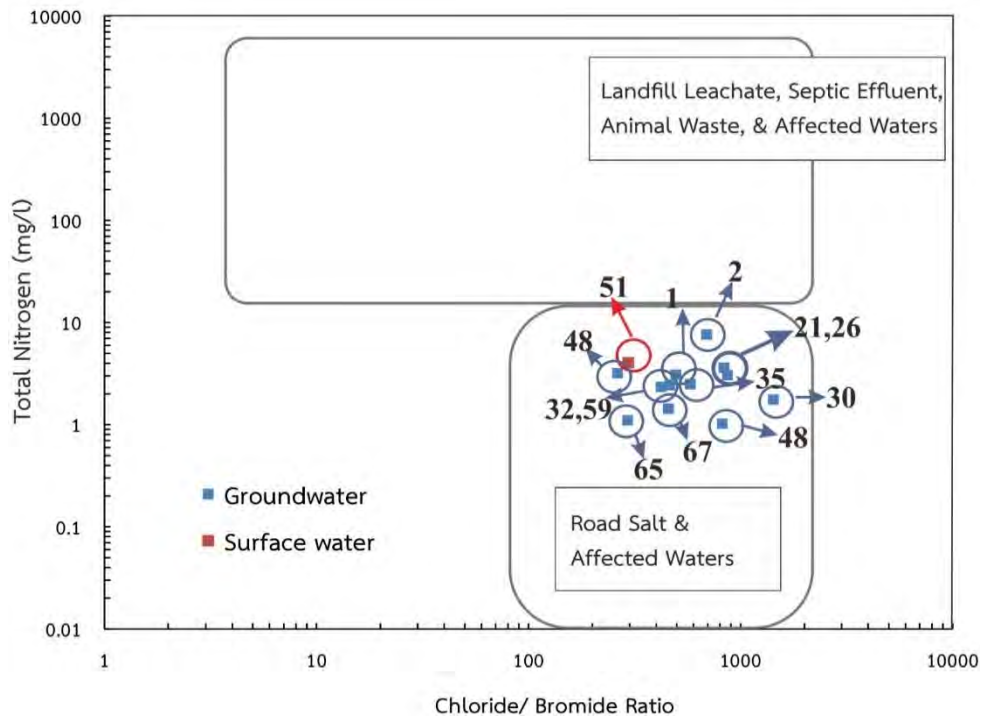 10000
1000
100
10
1
0.1
0.01
Total Nitrogen (mg/l)
Landfill Leachate, Septic Effluent,
Animal Waste, & Affected Waters
51
1
2
21,26
48
35
30
32,59
67
48
65
Groundwater
Surface water
Road Salt &
Affected Waters
1
10
100
1000
10000
Chloride/ Bromide Ratio